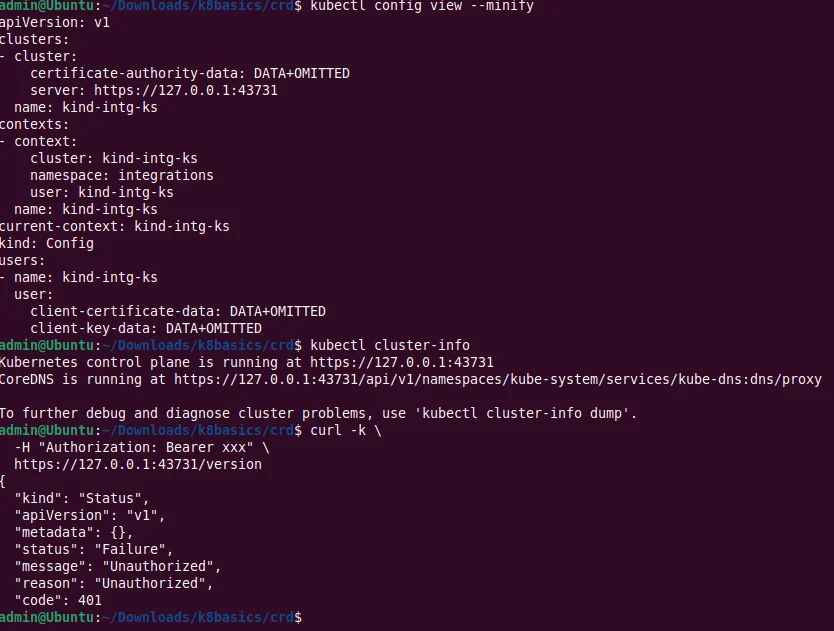 admin@Ubuntu:~/Downloads/k8basics/crd$ kubectl config view --minify
apiVersion: v1
clusters:
- cluster:
    certificate-authority-data: DATA+OMITTED
    server: https://127.0.0.1:43731
  name: kind-intg-ks
contexts:
- context:
    cluster: kind-intg-ks
    namespace: integrations
    user: kind-intg-ks
  name: kind-intg-ks
current-context: kind-intg-ks
kind: Config
users:
- name: kind-intg-ks
  user:
    client-certificate-data: DATA+OMITTED
    client-key-data: DATA+OMITTED
admin@Ubuntu:~/Downloads/k8basics/crd$ kubectl cluster-info
Kubernetes control plane is running at https://127.0.0.1:43731
CoreDNS is running at https://127.0.0.1:43731/api/v1/namespaces/kube-system/services/kube-dns:dns/proxy

To further debug and diagnose cluster problems, use 'kubectl cluster-info dump'.
admin@Ubuntu:~/Downloads/k8basics/crd$ curl -k \
  -H "Authorization: Bearer xxx" \
  https://127.0.0.1:43731/version
{
  "kind": "Status",
  "apiVersion": "v1",
  "metadata": {},
  "status": "Failure",
  "message": "Unauthorized",
  "reason": "Unauthorized",
  "code": 401
admin@Ubuntu:~/Downloads/k8basics/crd$